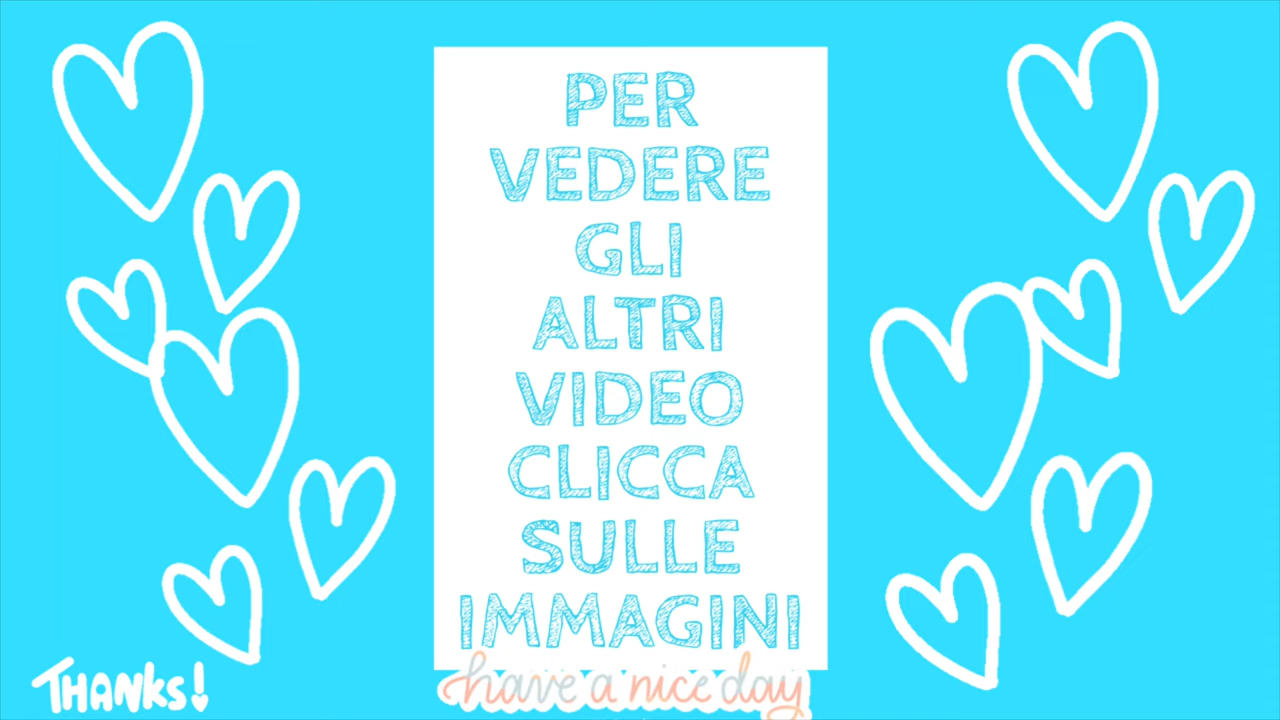 PER
VEDERE
GLI
ALTRI
VIDEO
CLICCA
SULLE
IMMAGINI
have a nice day
THANKS!